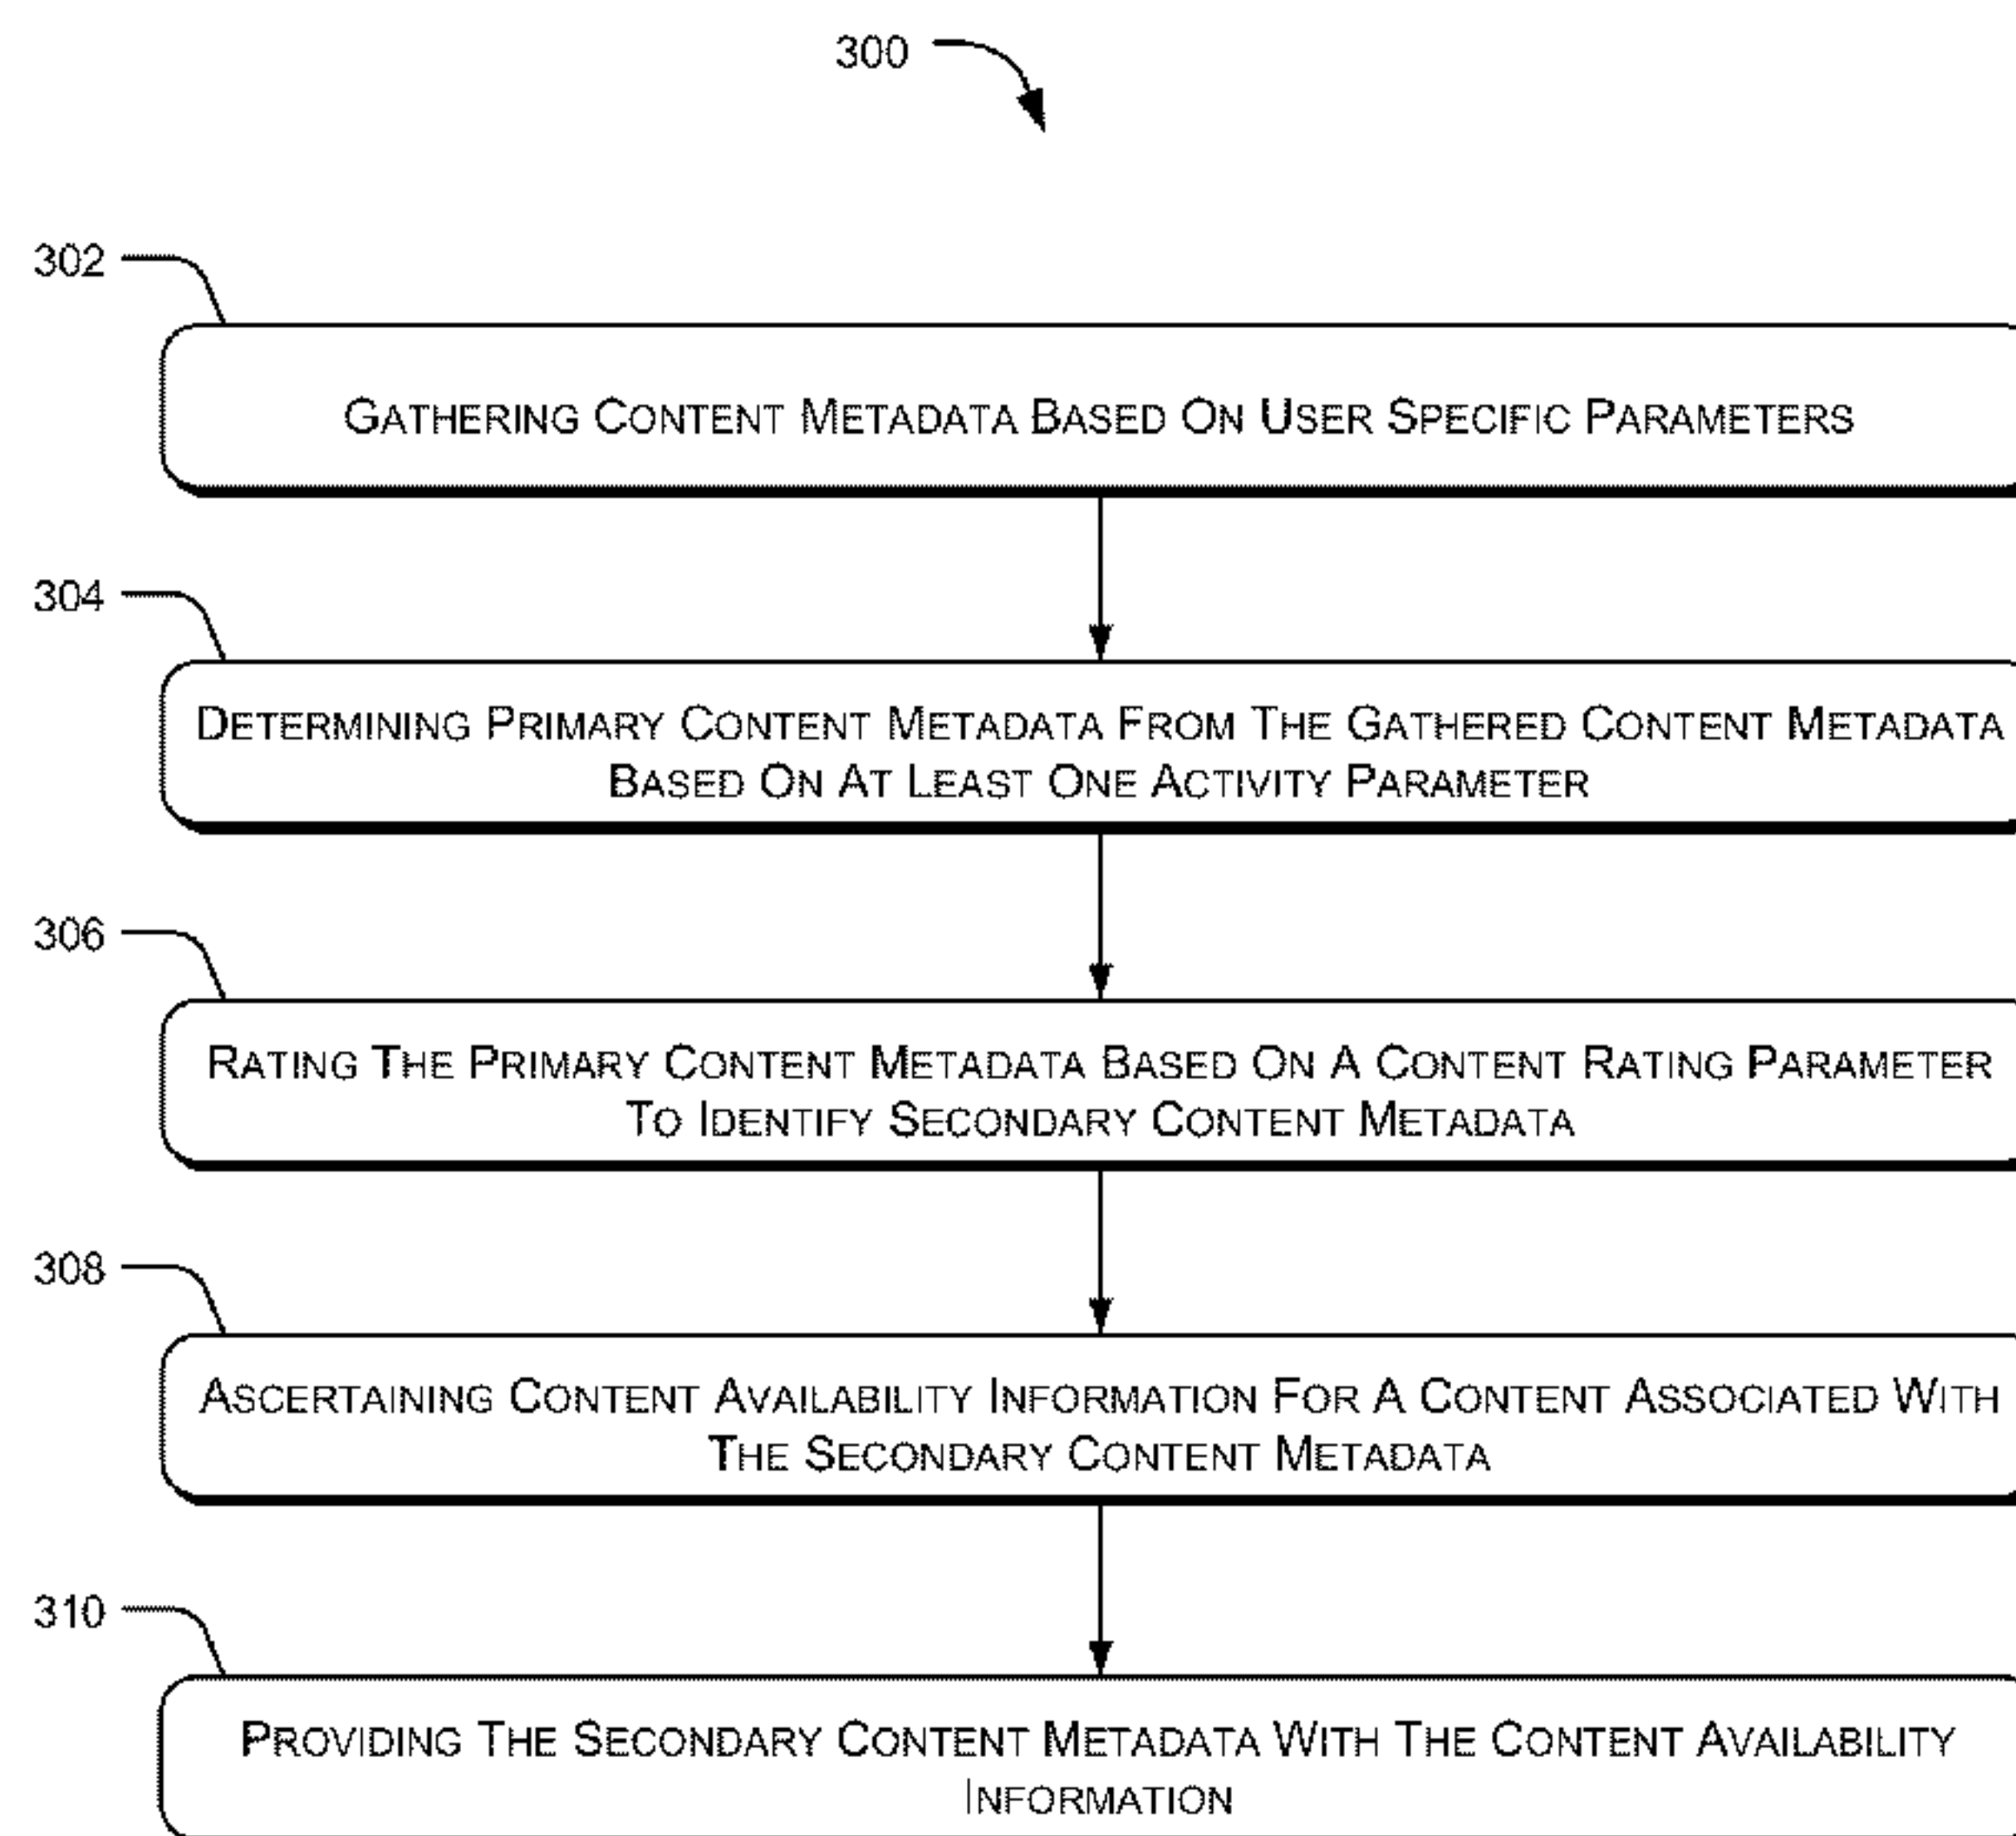 300
302
GATHERING CONTENT METADATA BASED ON USER SPECIFIC PARAMETERS
304
DETERMINING PRIMARY CONTENT METADATA FROM THE GATHERED CONTENT METADATA
BASED ON AT LEAST ONE ACTIVITY PARAMETER
306
RATING THE PRIMARY CONTENT METADATA BASED ON A CONTENT RATING PARAMETER
TO IDENTIFY SECONDARY CONTENT METADATA
308
ASCERTAINING CONTENT AVAILABILITY INFORMATION FOR A CONTENT ASSOCIATED WITH
THE SECONDARY CONTENT METADATA
310
PROVIDING THE SECONDARY CONTENT METADATA WITH THE CONTENT AVAILABILITY
INFORMATION